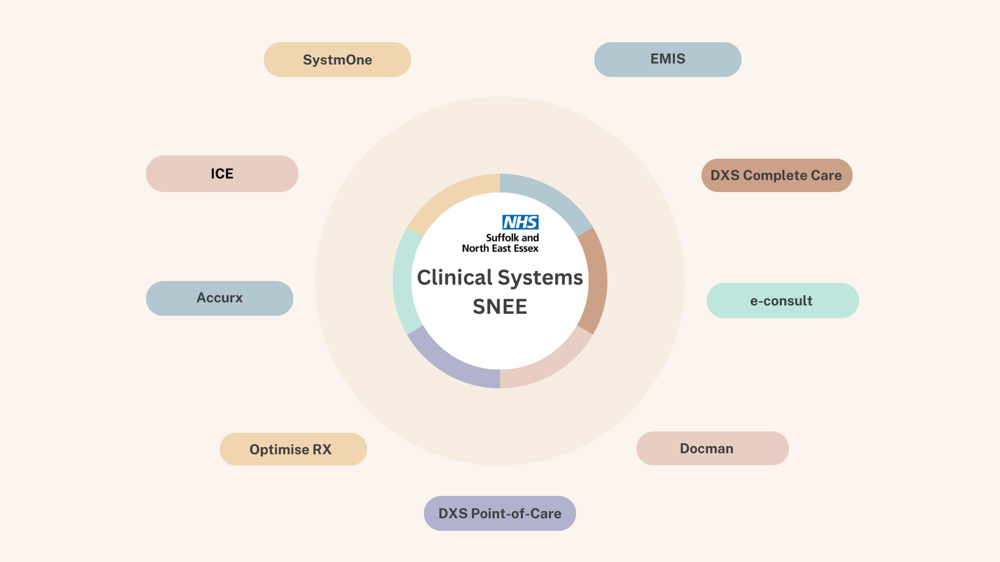 SystmOne
EMIS
ICE
DXS Complete Care
NHS
Suffolk and
North East Essex
Clinical Systems
SNEE
Accurx
e-consult
Optimise RX
Docman
DXS Point-of-Care